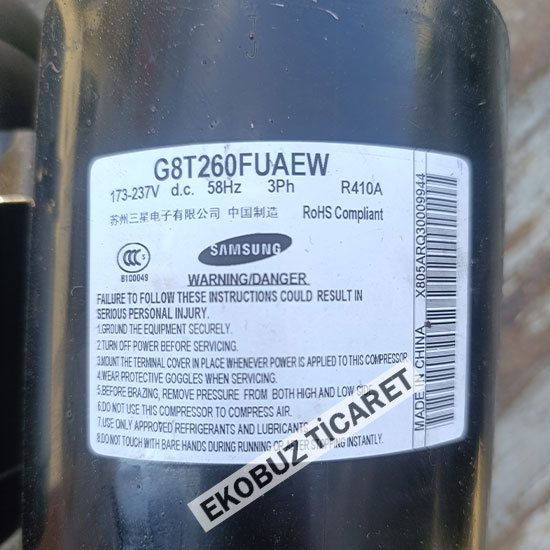 G8T260FUAEW
173-237V d.c. 58Hz 3Ph R410A
苏州三星电子有限公司 中国制造 RoHS Compliant
CCC
B100049
SAMSUNG
WARNING/DANGER
FAILURE TO FOLLOW THESE INSTRUCTIONS COULD RESULT IN
SERIOUS PERSONAL INJURY.
1.GROUND THE EQUIPMENT SECURELY.
2.TURN OFF POWER BEFORE SERVICING.
3.MOUNT THE TERMINAL COVER IN PLACE WHENEVER POWER IS APPLIED TO THIS COMPRESSOR
4.WEAR PROTECTIVE GOGGLES WHEN SERVICING.
5.BEFORE BRAZING, REMOVE PRESSURE FROM BOTH HIGH AND LOW SIDE
6.DO NOT USE THIS COMPRESSOR TO COMPRESS AIR.
7.USE ONLY APPROVED REFRIGERANTS AND LUBRICANTS.
8.DO NOT TOUCH WITH BARE HANDS DURING RUNNING OR AFTER STOPPING INSTANTLY.
MADE IN CHINA X805ARQ30009944
EKOBUZ TİCARET